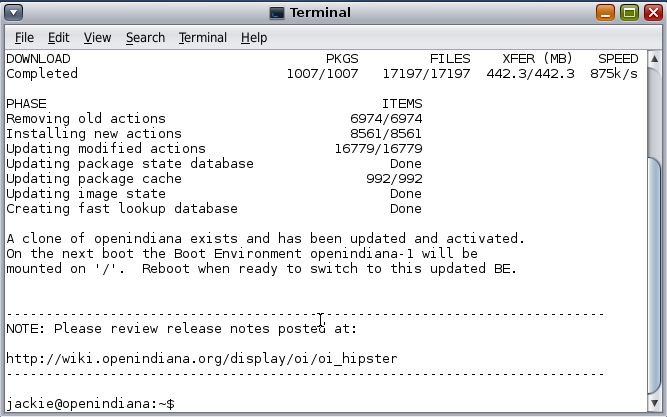 Terminal
File Edit View Search Terminal Help
DOWNLOAD PKGS FILES XFER (MB) SPEED
Completed 1007/1007 17197/17197 442.3/442.3 875k/s
PHASE ITEMS
Removing old actions 6974/6974
Installing new actions 8561/8561
Updating modified actions 16779/16779
Updating package state database Done
Updating package cache 992/992
Updating image state Done
Creating fast lookup database Done
A clone of openindiana exists and has been updated and activated.
On the next boot the Boot Environment openindiana-1 will be
mounted on '/'. Reboot when ready to switch to this updated BE.
---------------------------------------------------------------------------
NOTE: Please review release notes posted at:
http://wiki.openindiana.org/display/oi/oi_hipster
---------------------------------------------------------------------------
jackie@openindiana:~$